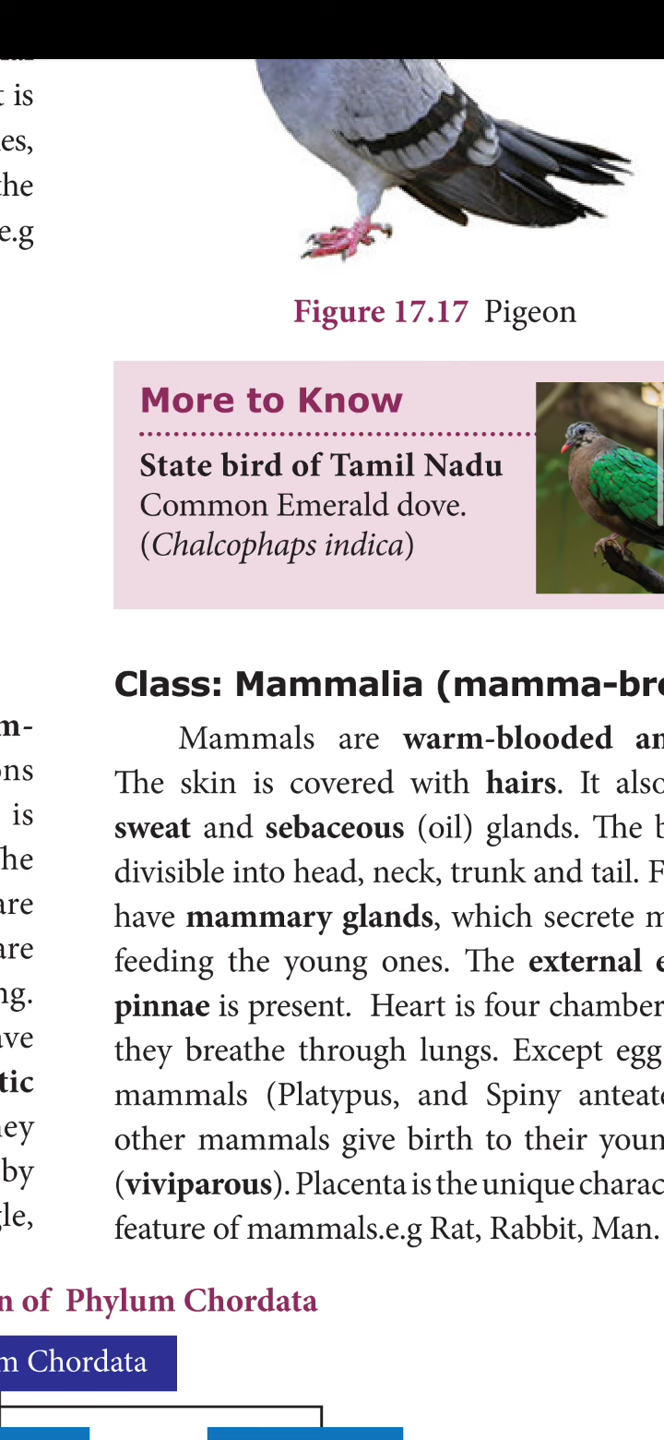 t is
es,
the
e.g
Figure 17.17 Pigeon
More to Know
State bird of Tamil Nadu
Common Emerald dove.
(Chalcophaps indica)
m-
ons
is
he
are
are
ng.
ave
tic
hey
by
gle,
Class: Mammalia (mamma-bre
Mammals are warm-blooded an
The skin is covered with hairs. It also
sweat and sebaceous (oil) glands. The b
divisible into head, neck, trunk and tail. F
have mammary glands, which secrete m
feeding the young ones. The external e
pinnae is present. Heart is four chamber
they breathe through lungs. Except egg
mammals (Platypus, and Spiny anteate
other mammals give birth to their youn
(viviparous). Placenta is the unique charac
feature of mammals.e.g Rat, Rabbit, Man.
n of Phylum Chordata
m Chordata